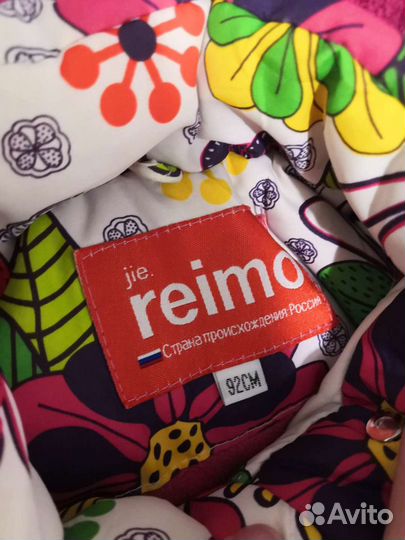 jie.
reimo
Страна происхождения Россия
92CM
Avito